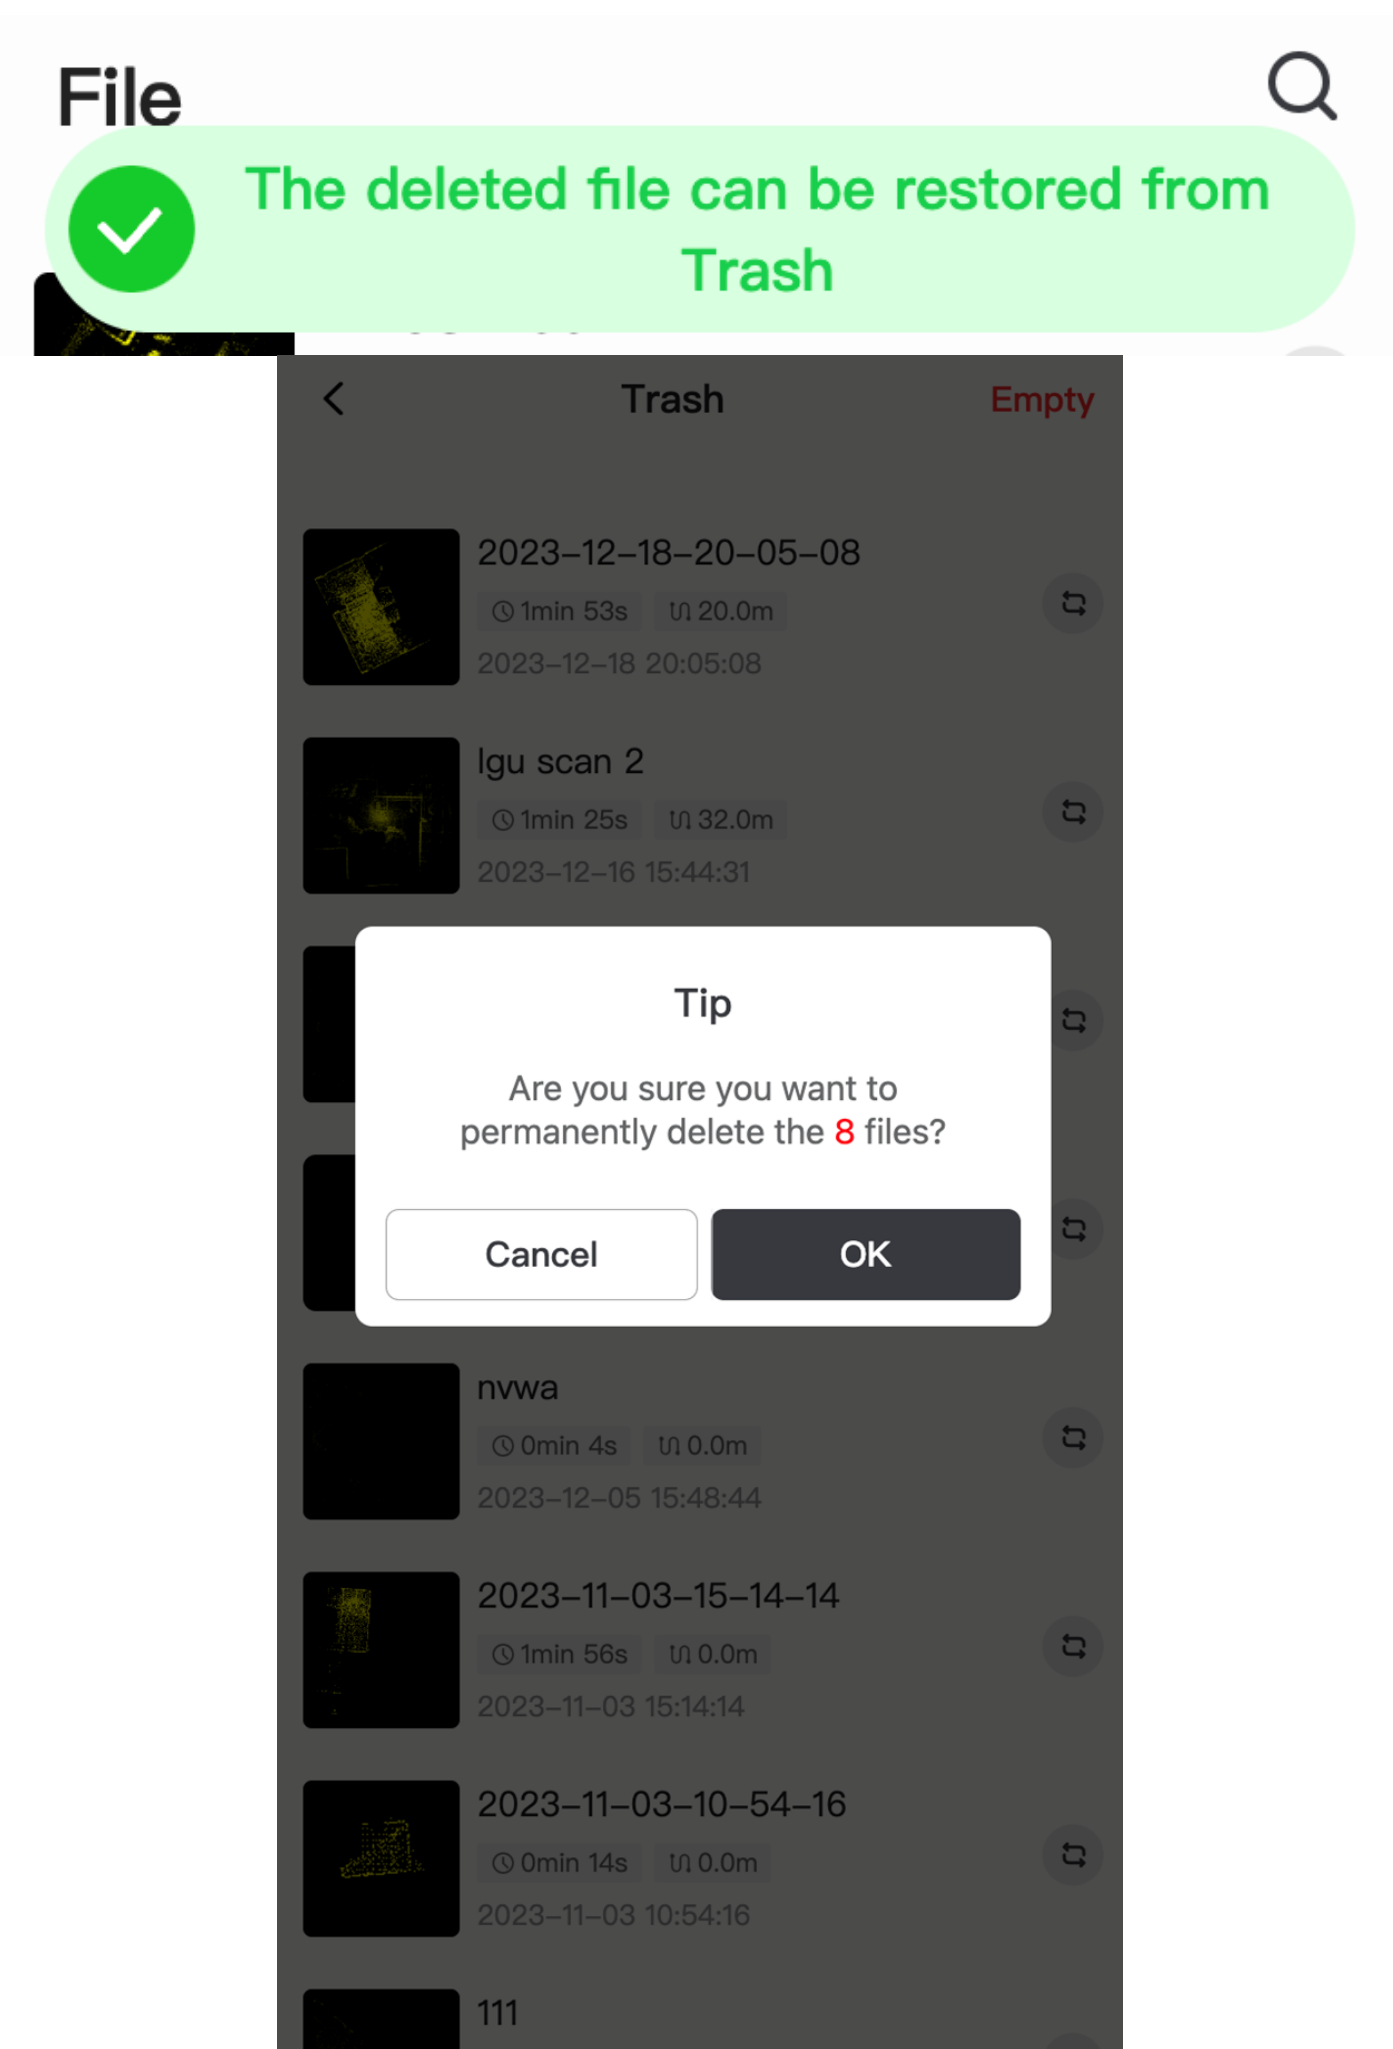 File
The deleted file can be restored from
Trash
Trash
Empty
2023-12-18-20-05-08
1min 53s
20.0m
2023-12-18 20:05:08
lgu scan 2
1min 25s
32.0m
2023-12-16 15:44:31
Tip
Are you sure you want to
permanently delete the 8 files?
Cancel
OK
nvwa
0min 4s
0.0m
2023-12-05 15:48:44
2023-11-03-15-14-14
1min 56s
0.0m
2023-11-03 15:14:14
2023-11-03-10-54-16
0min 14s
0.0m
2023-11-03 10:54:16
111